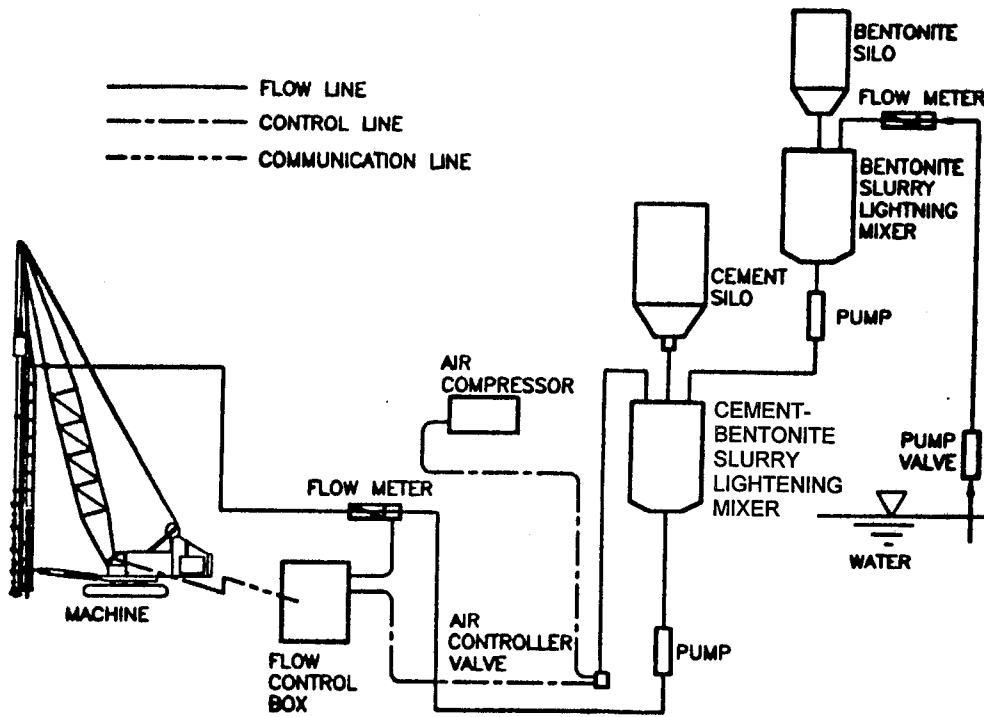 BENTONITE
SILO
FLOW METER
FLOW LINE
CONTROL LINE
COMMUNICATION LINE
BENTONITE
SLURRY
LIGHTNING
MIXER
CEMENT
SILO
PUMP
AIR
COMPRESSOR
CEMENT-
BENTONITE
SLURRY
LIGHTENING
MIXER
PUMP
VALVE
FLOW METER
WATER
MACHINE
AIR
CONTROLLER
VALVE
PUMP
FLOW
CONTROL
BOX